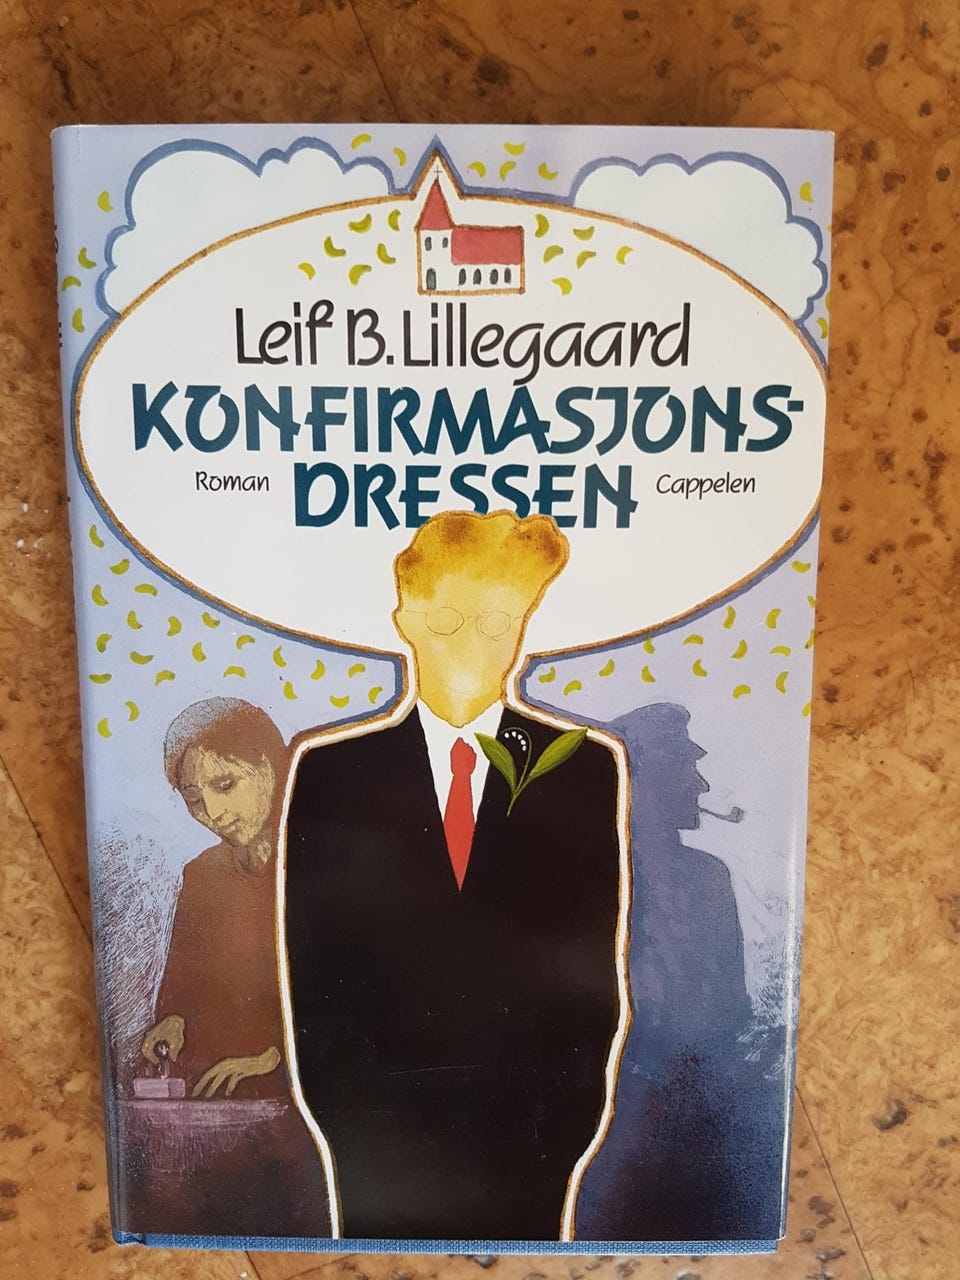 Leif B. Lillegaard
KONFIRMASJONS-
DRESSEN
Roman
Cappelen